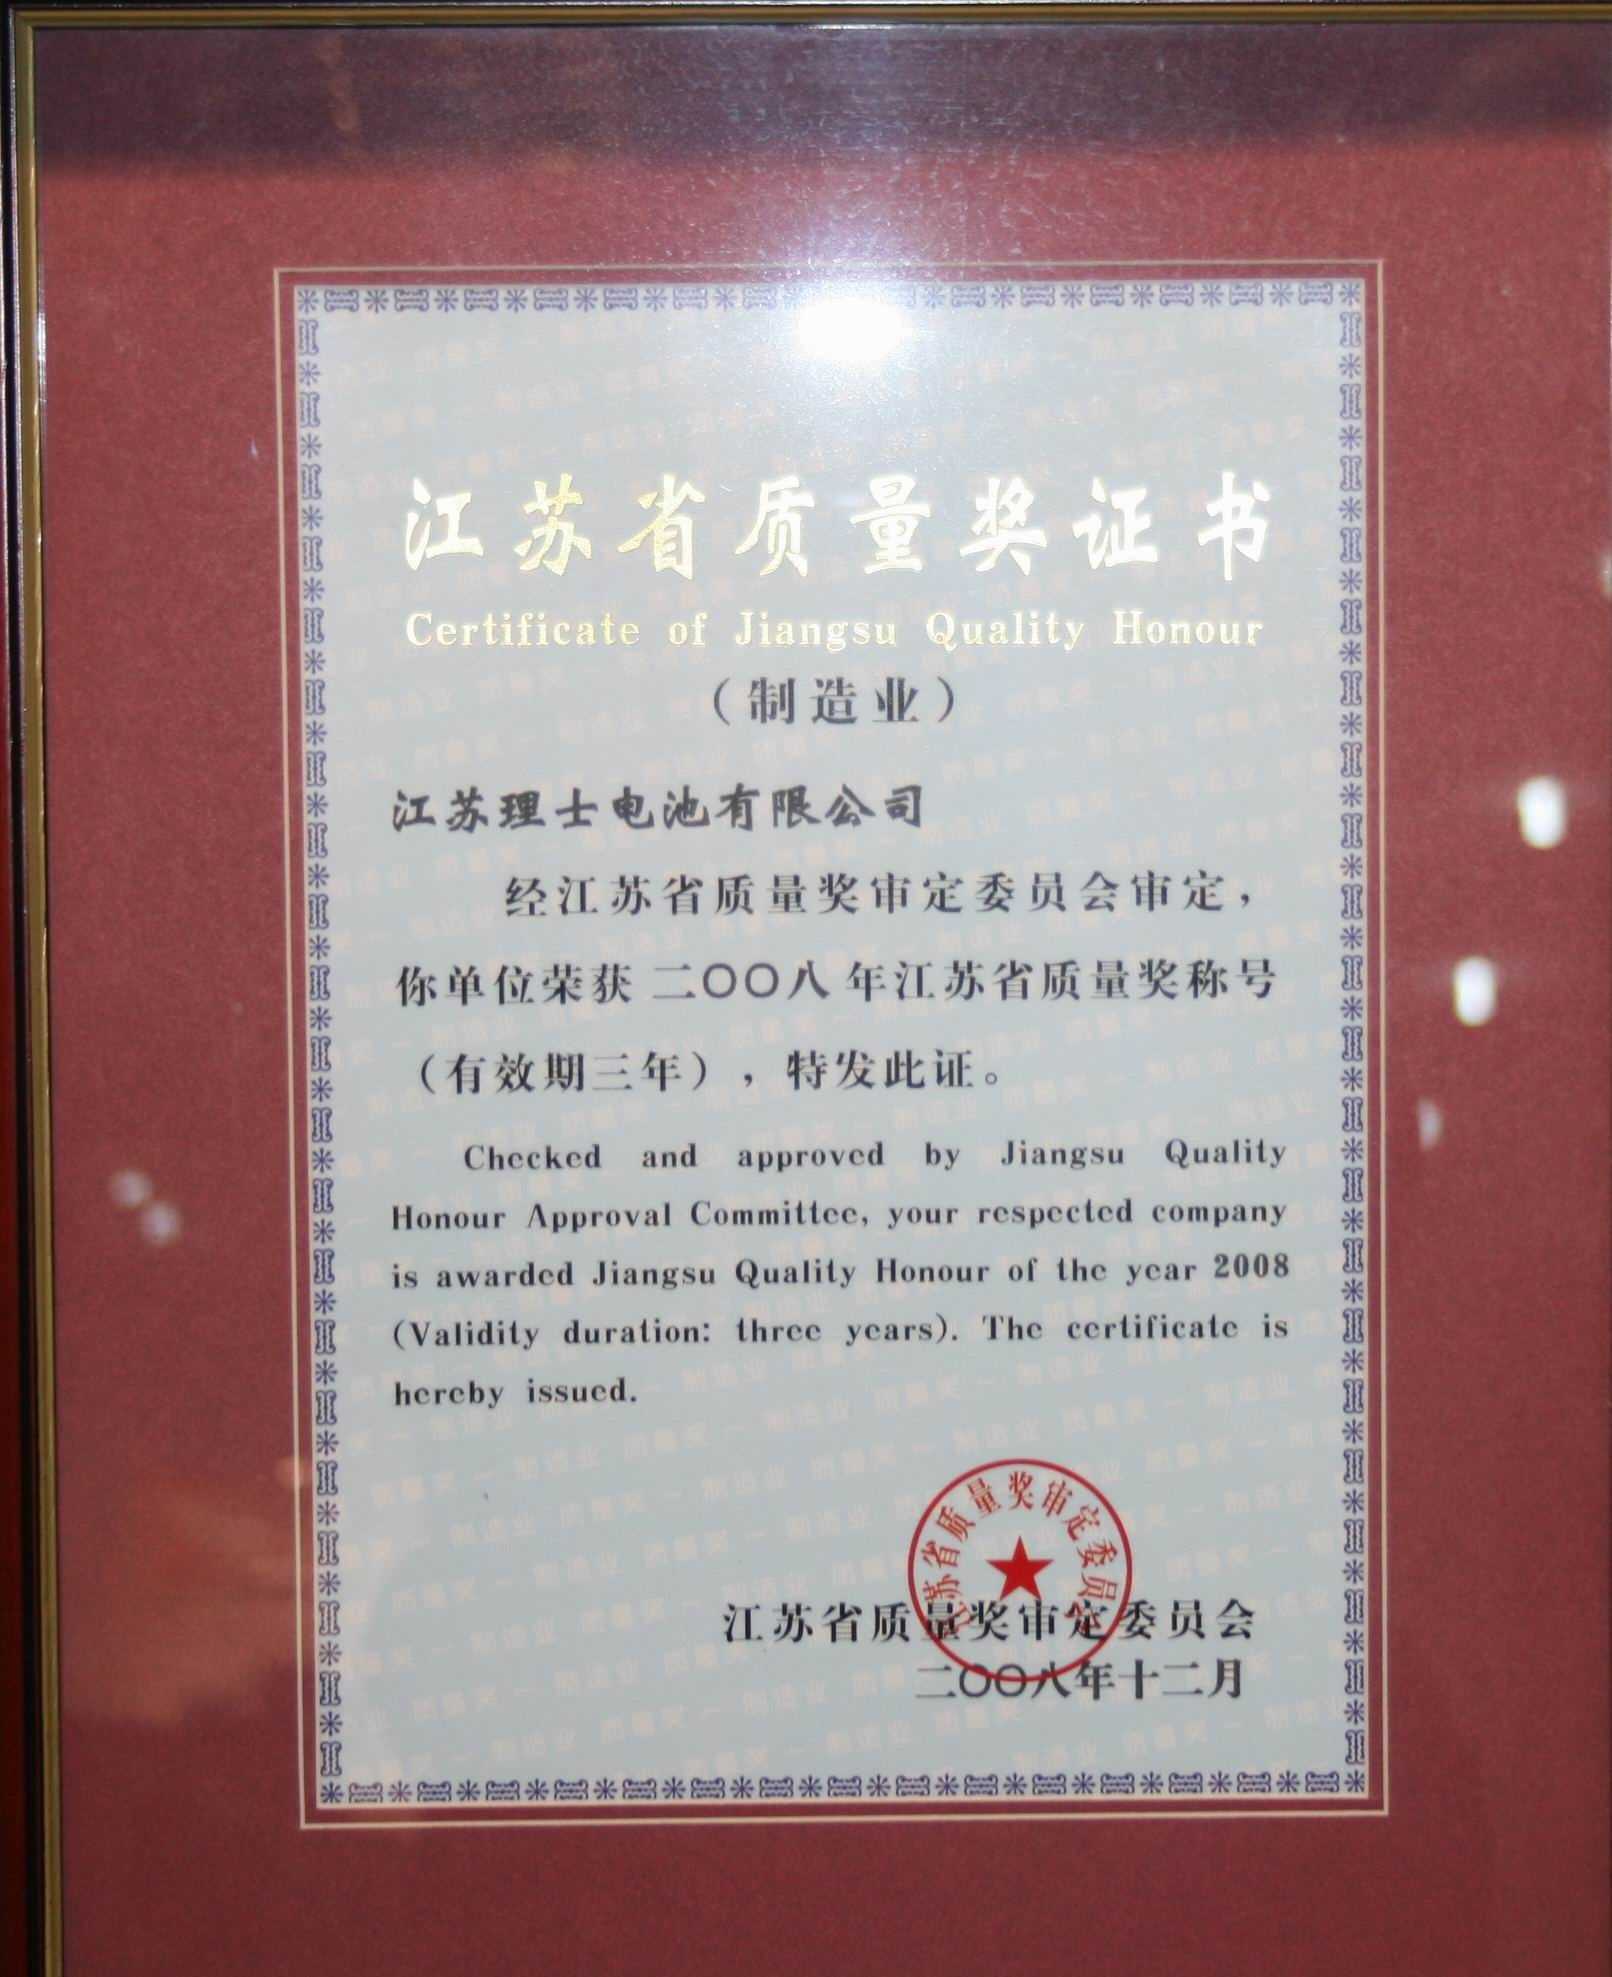 江苏省质量奖证书
Certificate of Jiangsu Quality Honour
（制造业）
江苏理士电池有限公司
经江苏省质量奖审定委员会审定，
你单位荣获 二〇〇八 年江苏省质量奖称号
（有效期三年），特发此证。
Checked and approved by Jiangsu Quality
Honour Approval Committee, your respected company
is awarded Jiangsu Quality Honour of the year 2008
(Validity duration: three years). The certificate is
hereby issued.
江苏省质量奖审定委员会
江苏省质量奖审定委员会
二〇〇八年十二月